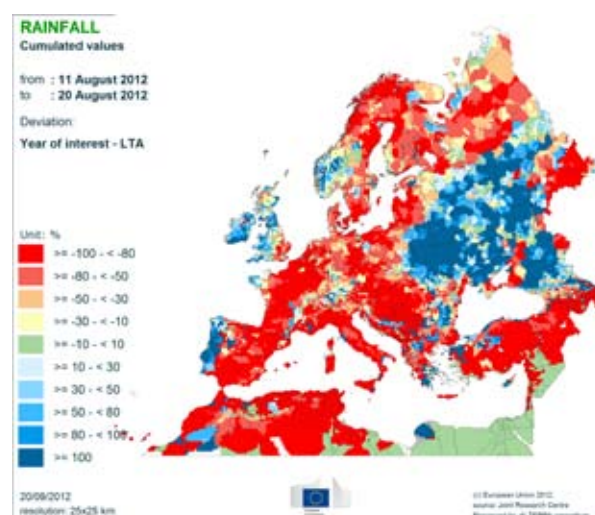 RAINFALL
Cumulated values
from : 11 August 2012
to : 20 August 2012
Deviation:
Year of interest - LTA
Unit: %
>= -100 - < -80
>= -80 - < -50
>= -50 - < -30
>= -30 - < -10
>= -10 - < 10
>= 10 - < 30
>= 30 - < 50
>= 50 - < 80
>= 80 - < 100
>= 100
20/08/2012
resolution: 25x25 km
(c) European Union 2012
source: Joint Research Centre